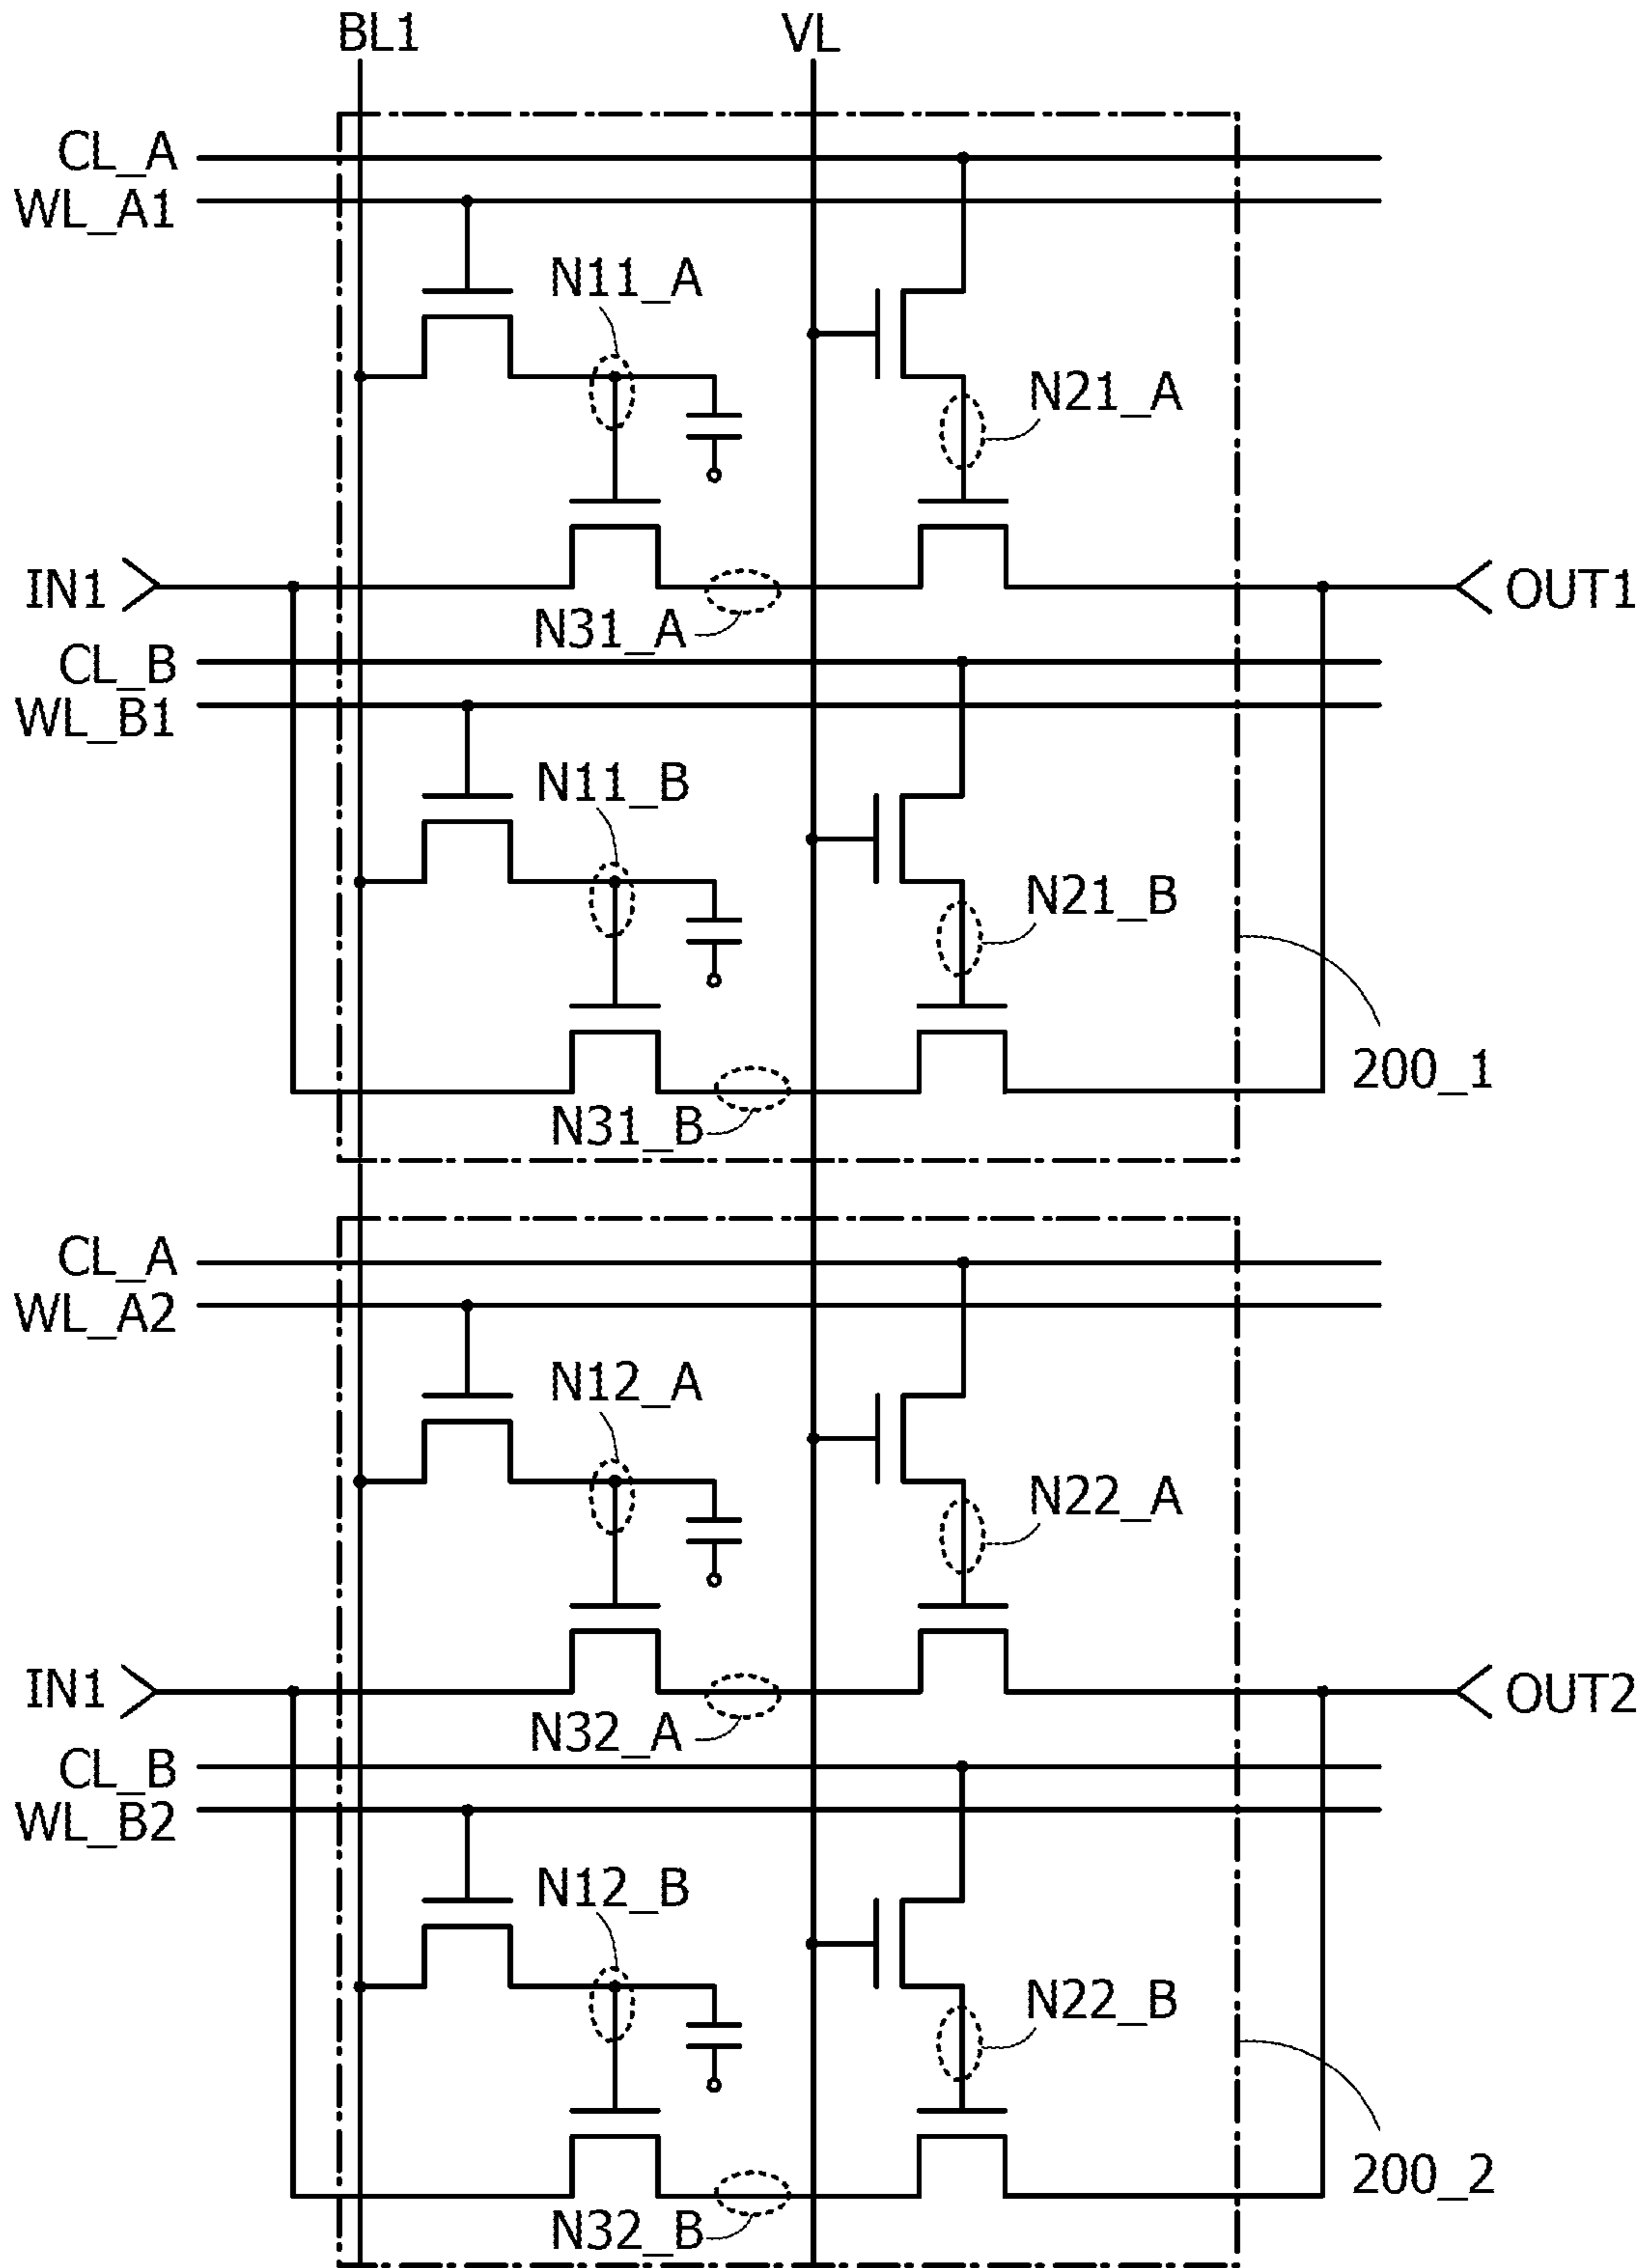 BL1
VL
CL_A
WL_A1
N11_A
N21_A
IN1
OUT1
N31_A
CL_B
WL_B1
N11_B
N21_B
200_1
N31_B
CL_A
WL_A2
N12_A
N22_A
IN1
OUT2
N32_A
CL_B
WL_B2
N12_B
N22_B
200_2
N32_B